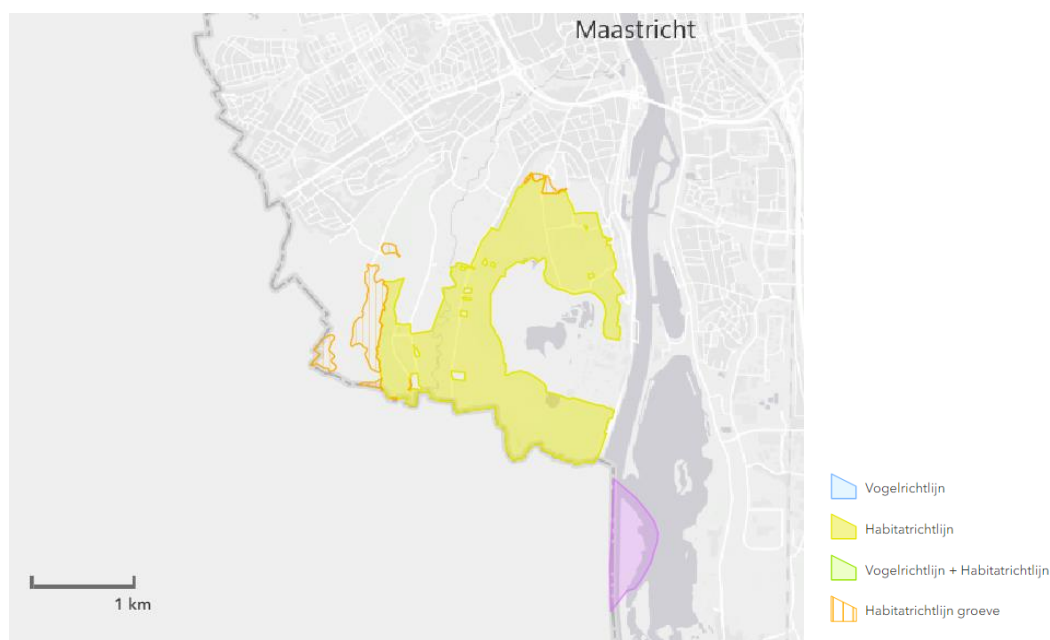 Maastricht
1 km
Vogelrichtlijn
Habitatrichtlijn
Vogelrichtlijn + Habitatrichtlijn
Habitatrichtlijn groeve